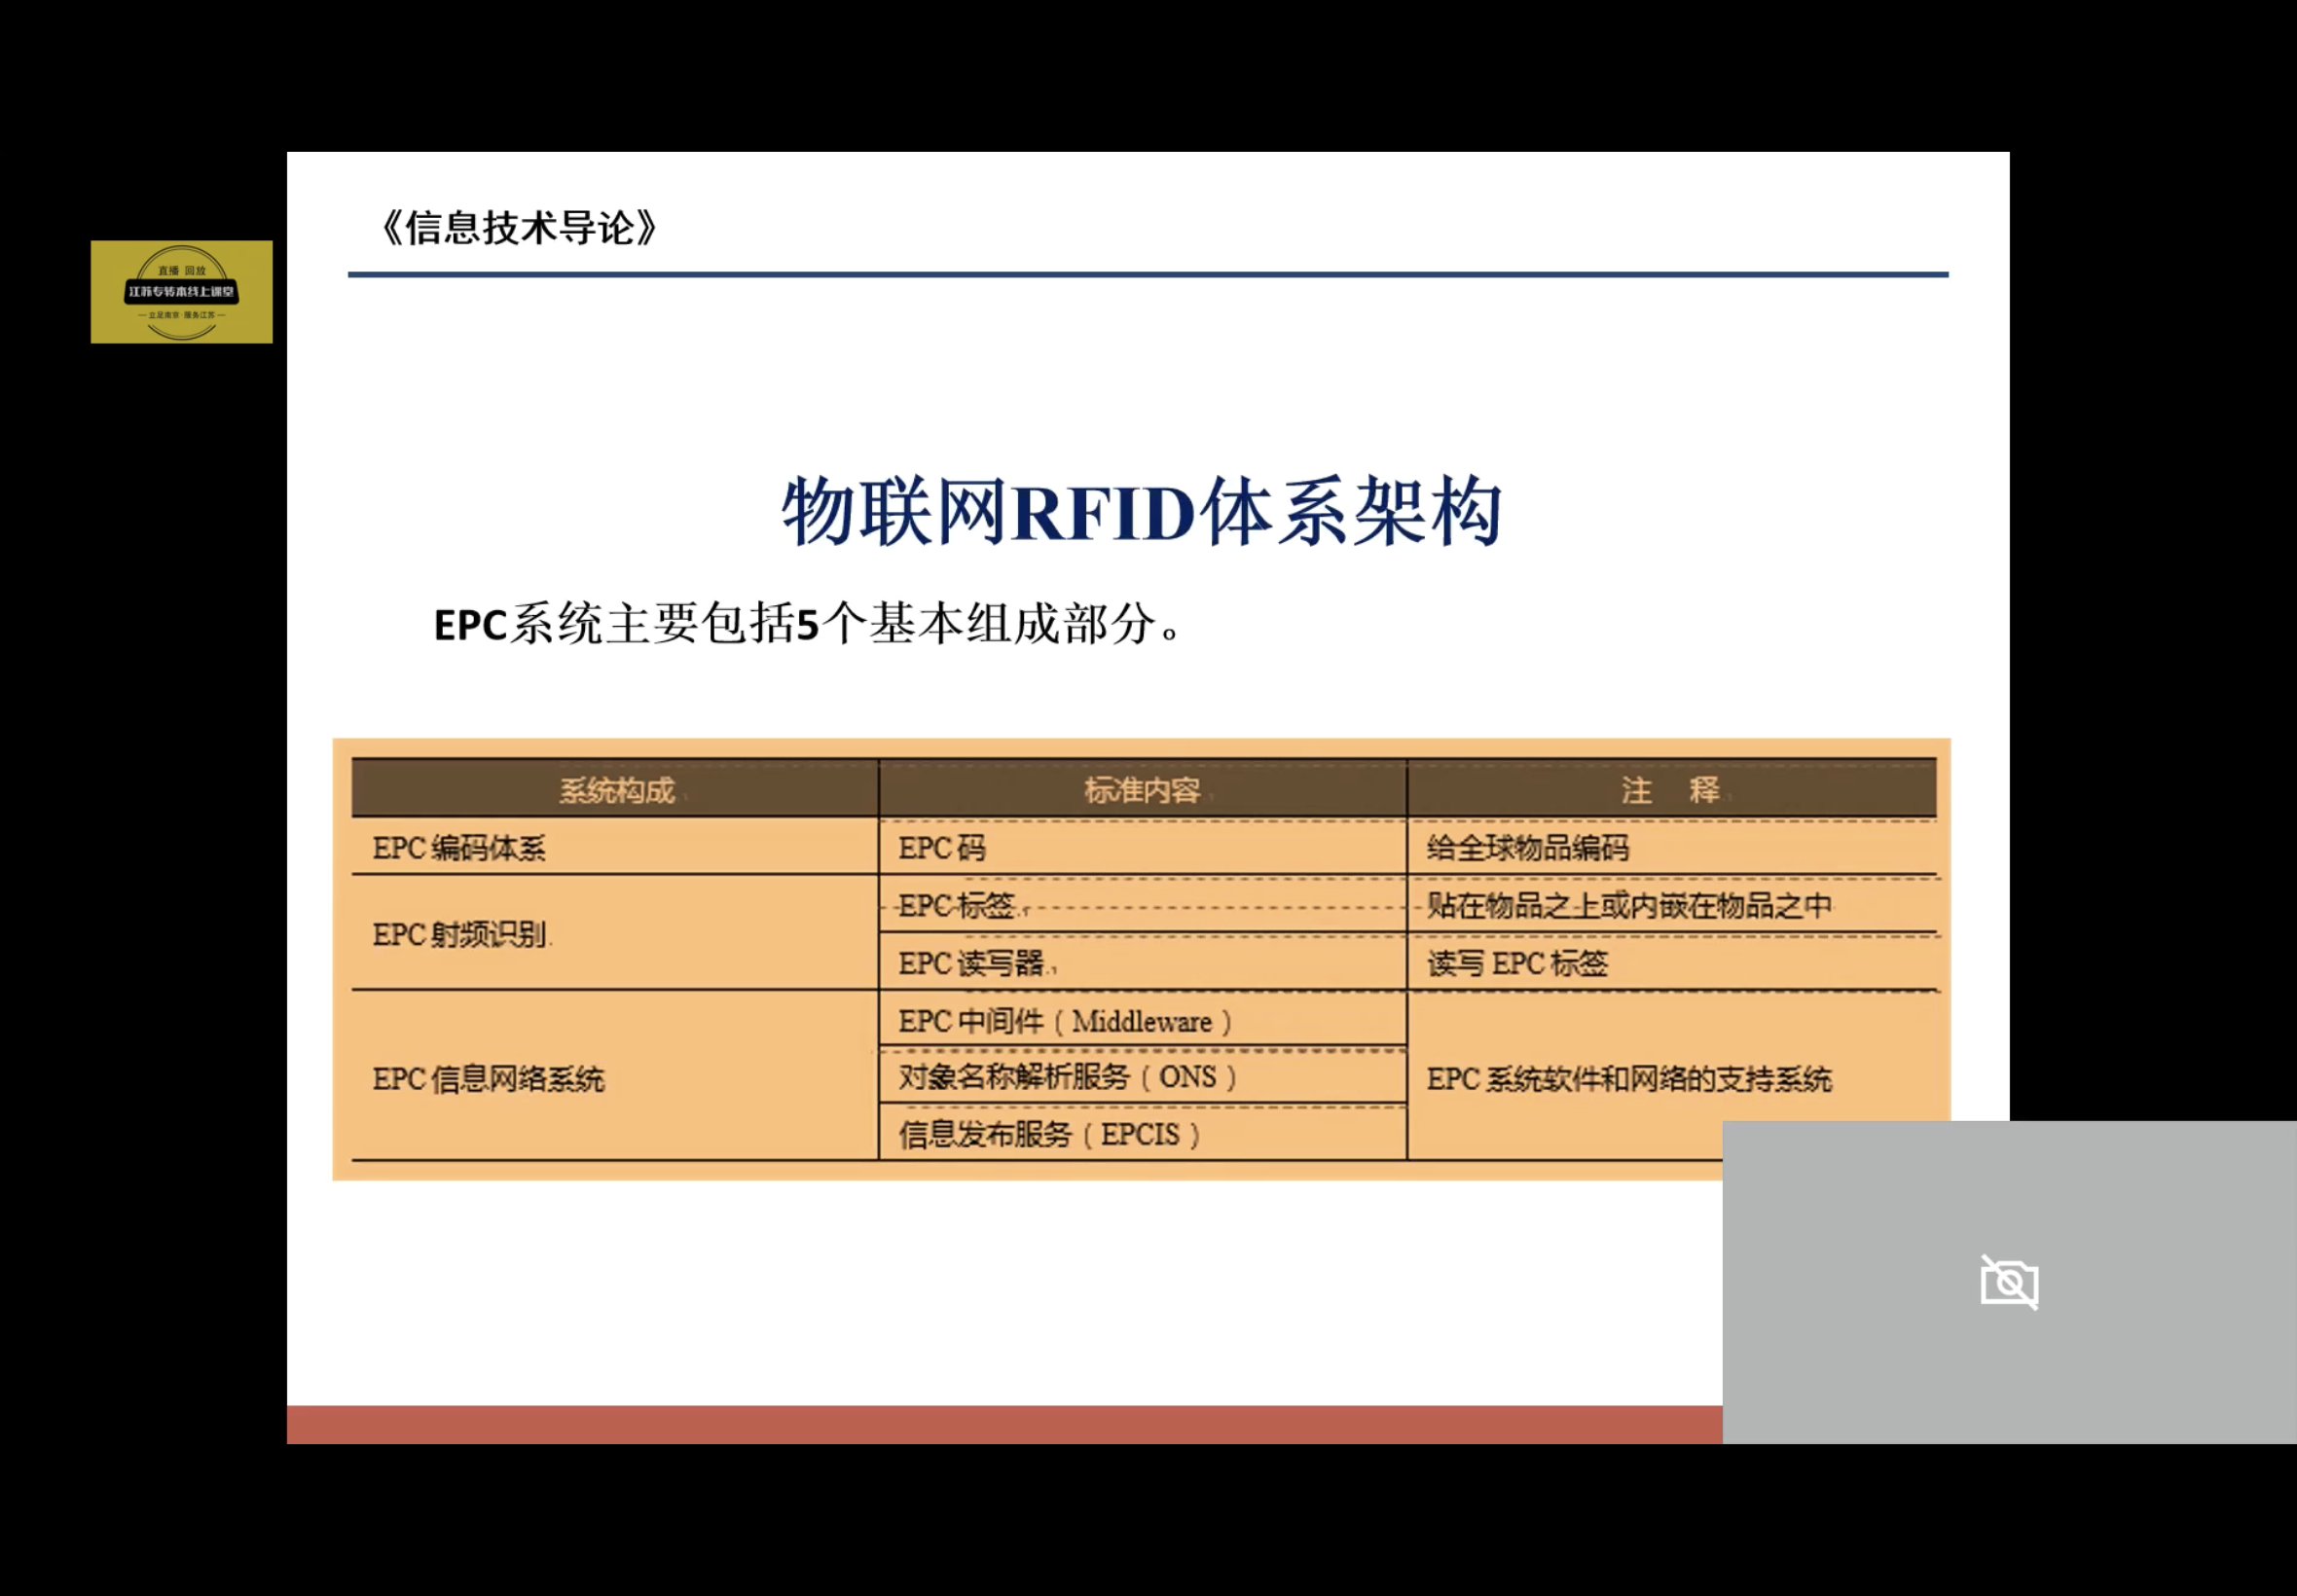 《信息技术导论》
直播 回放
江苏专转本线上课堂
— 立足南京·服务江苏 —
物联网RFID体系架构
EPC系统主要包括5个基本组成部分。
系统构成 标准内容 注 释
EPC 编码体系 EPC 码 给全球物品编码
EPC 射频识别 EPC 标签 贴在物品之上或内嵌在物品之中
EPC 读写器 读写 EPC 标签
EPC 信息网络系统 EPC 中间件（Middleware） EPC 系统软件和网络的支持系统
对象名称解析服务（ONS）
信息发布服务（EPCIS）